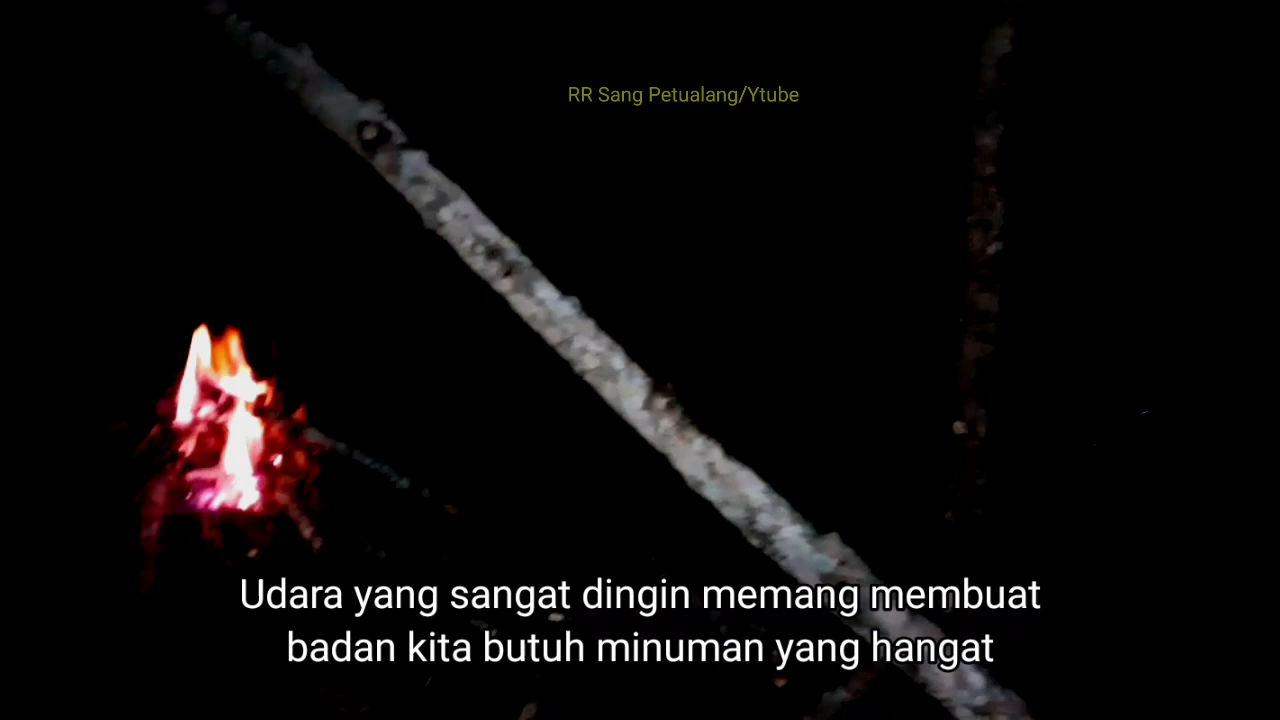 RR Sang Petualang/Ytube
Udara yang sangat dingin memang membuat
badan kita butuh minuman yang hangat